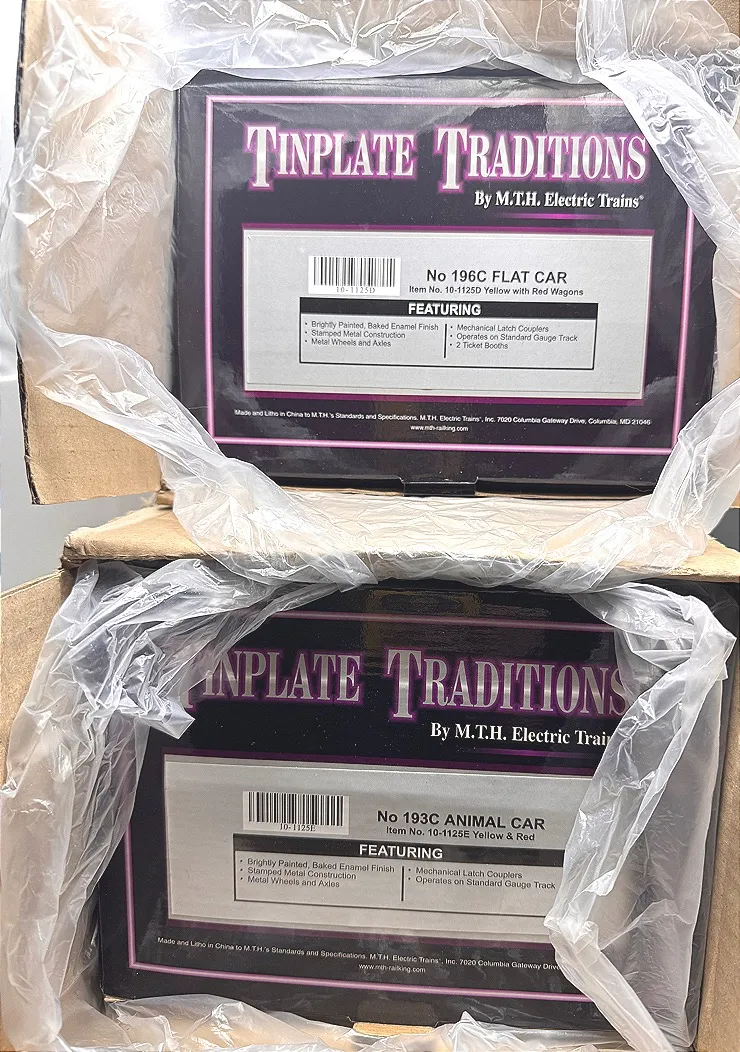 TINPLATE TRADITIONS
By M.T.H. Electric Trains®
10-1125D
No 196C FLAT CAR
Item No. 10-1125D Yellow with Red Wagons
FEATURING
• Brightly Painted, Baked Enamel Finish
• Stamped Metal Construction
• Metal Wheels and Axles
• Mechanical Latch Couplers
• Operates on Standard Gauge Track
• 2 Ticket Booths
Made and Litho in China to M.T.H.'s Standards and Specifications. M.T.H. Electric Trains®, Inc. 7020 Columbia Gateway Drive, Columbia, MD 21046
www.mth-railking.com
TINPLATE TRADITIONS
By M.T.H. Electric Train
10-1125E
No 193C ANIMAL CAR
Item No. 10-1125E Yellow & Red
FEATURING
• Brightly Painted, Baked Enamel Finish
• Stamped Metal Construction
• Metal Wheels and Axles
• Mechanical Latch Couplers
• Operates on Standard Gauge Track
Made and Litho in China to M.T.H.'s Standards and Specifications. M.T.H. Electric Trains®, Inc. 7020 Columbia Gateway Drive
www.mth-railking.com